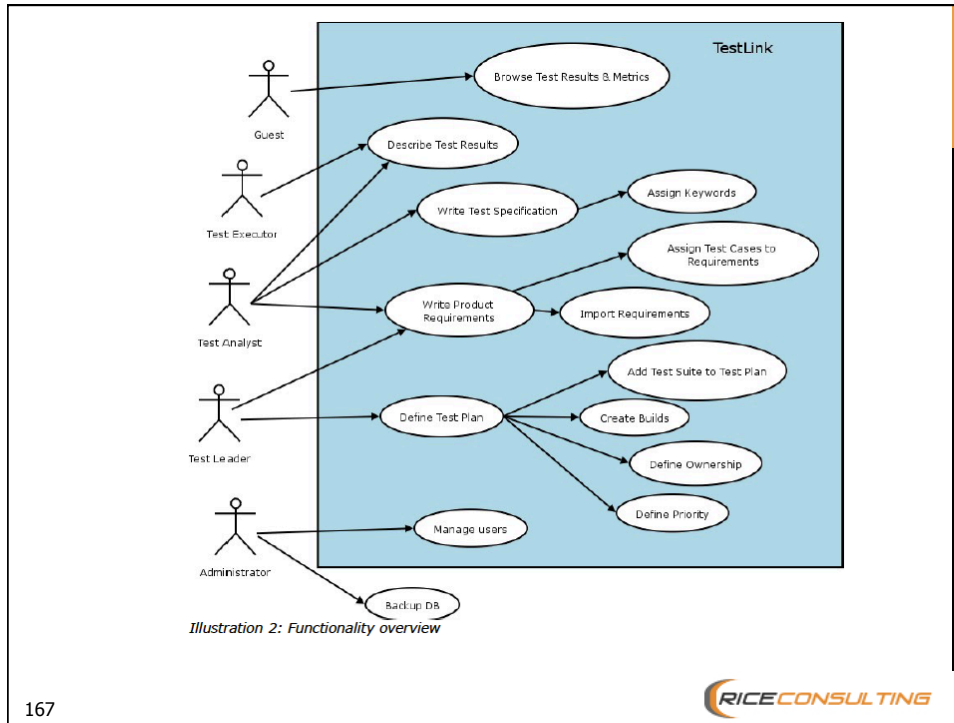 TestLink
Browse Test Results & Metrics
Guest
Describe Test Results
Test Executor
Write Test Specification
Assign Keywords
Assign Test Cases to
Requirements
Test Analyst
Write Product
Requirements
Import Requirements
Add Test Suite to Test Plan
Test Leader
Define Test Plan
Create Builds
Define Ownership
Define Priority
Administrator
Manage users
Backup DB
Illustration 2: Functionality overview
167
RICECONSULTING